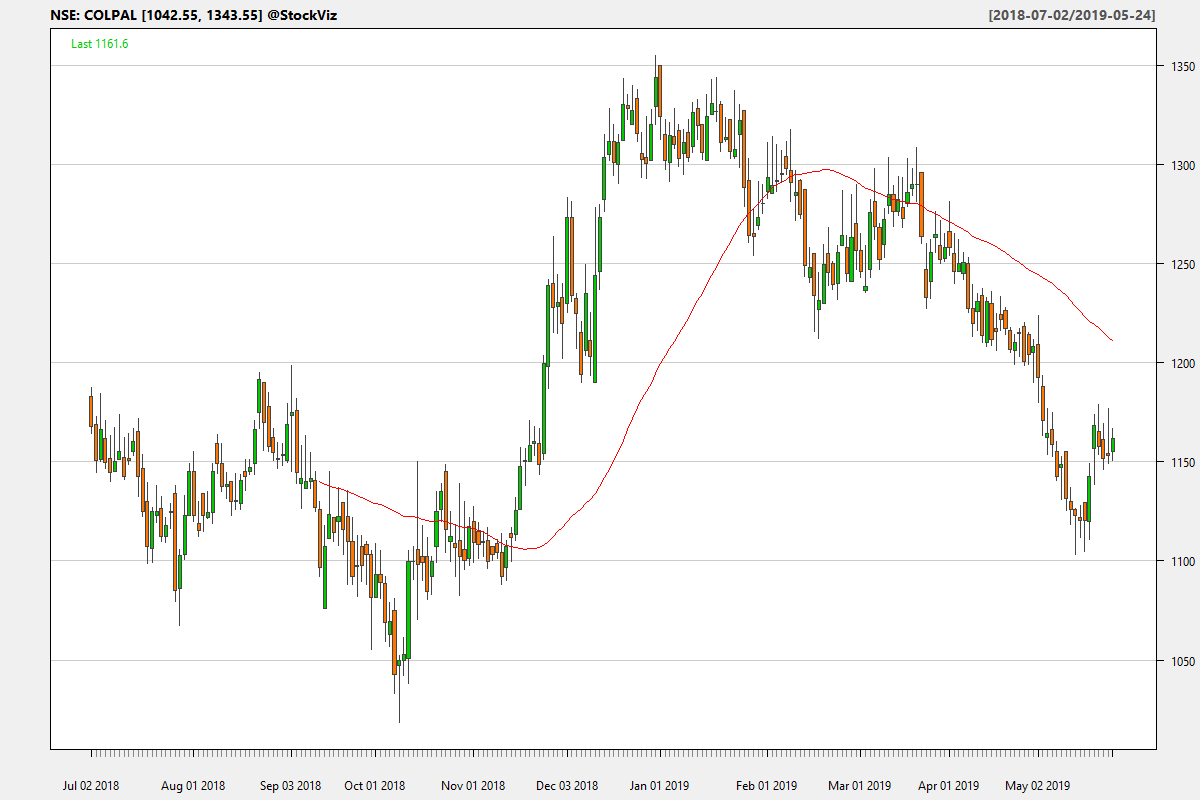 NSE: COLPAL [1042.55, 1343.55] @StockViz [2018-07-02/2019-05-24]
Last 1161.6
1350
1300
1250
1200
1150
1100
1050
Jul 02 2018 Aug 01 2018 Sep 03 2018 Oct 01 2018 Nov 01 2018 Dec 03 2018 Jan 01 2019 Feb 01 2019 Mar 01 2019 Apr 01 2019 May 02 2019